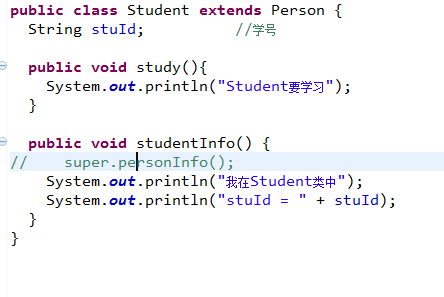 public class Student extends Person {
  String stuId;          //学号

  public void study(){
    System.out.println("Student要学习");
  }

  public void studentInfo() {
//    super.personInfo();
    System.out.println("我在Student类中");
    System.out.println("stuId = " + stuId);
  }
}